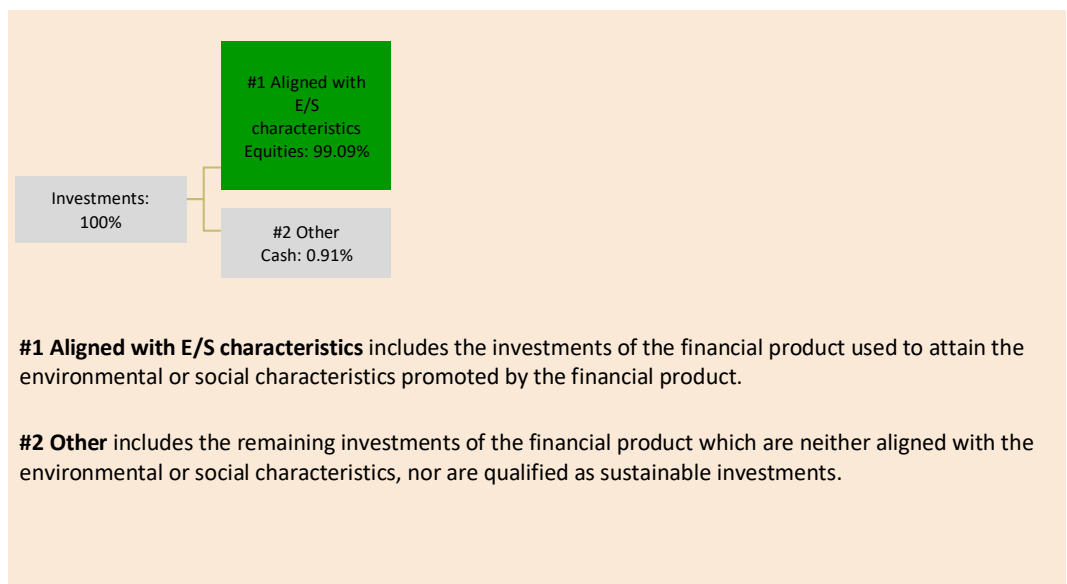 #1 Aligned with
E/S
characteristics
Equities: 99.09%
Investments:
100%
#2 Other
Cash: 0.91%
#1 Aligned with E/S characteristics includes the investments of the financial product used to attain the
environmental or social characteristics promoted by the financial product.
#2 Other includes the remaining investments of the financial product which are neither aligned with the
environmental or social characteristics, nor are qualified as sustainable investments.